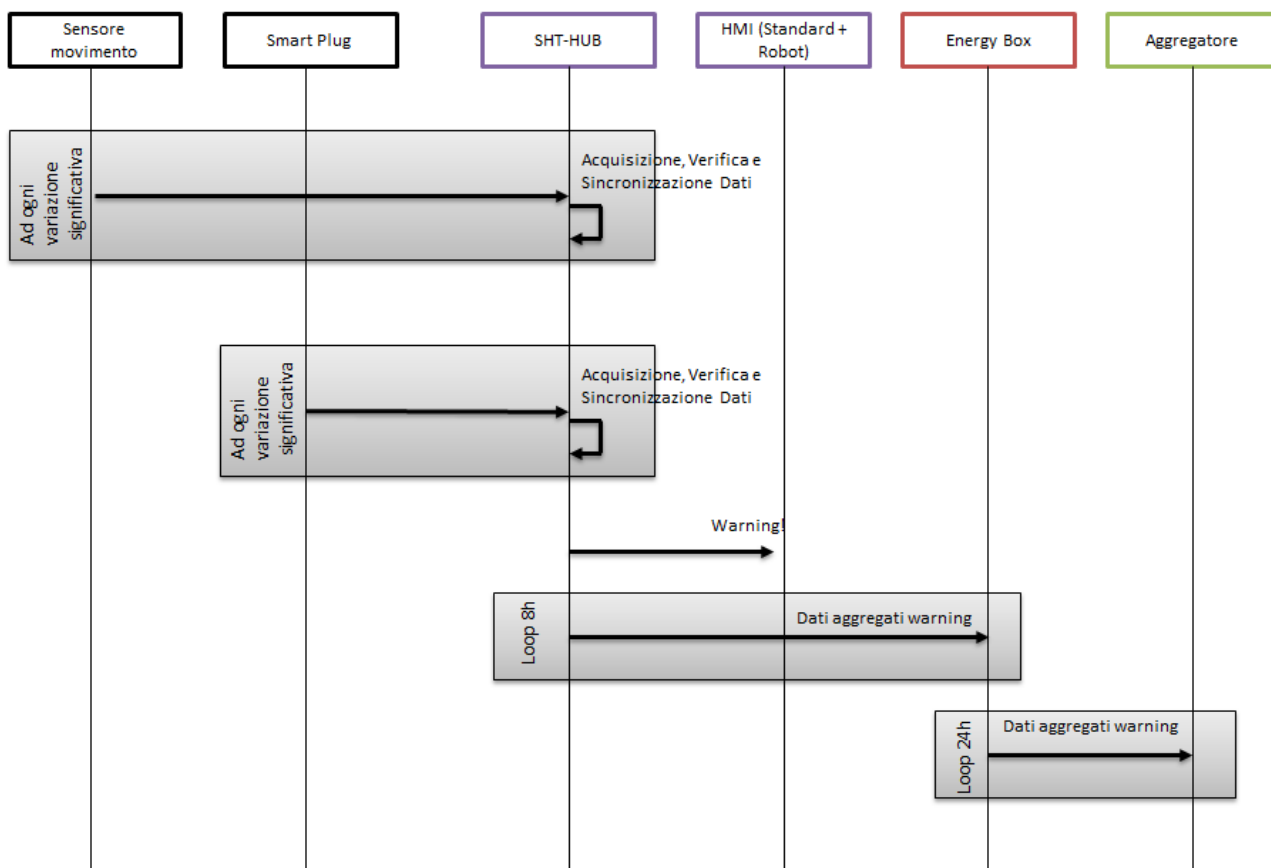 Sensore
movimento
Smart Plug
SHT-HUB
HMI (Standard +
Robot)
Energy Box
Aggregatore
Ad ogni
variazione
significativa
Acquisizione, Verifica e
Sincronizzazione Dati
Ad ogni
variazione
significativa
Acquisizione, Verifica e
Sincronizzazione Dati
Warning!
Loop 8h
Dati aggregati warning
Loop 24h
Dati aggregati warning